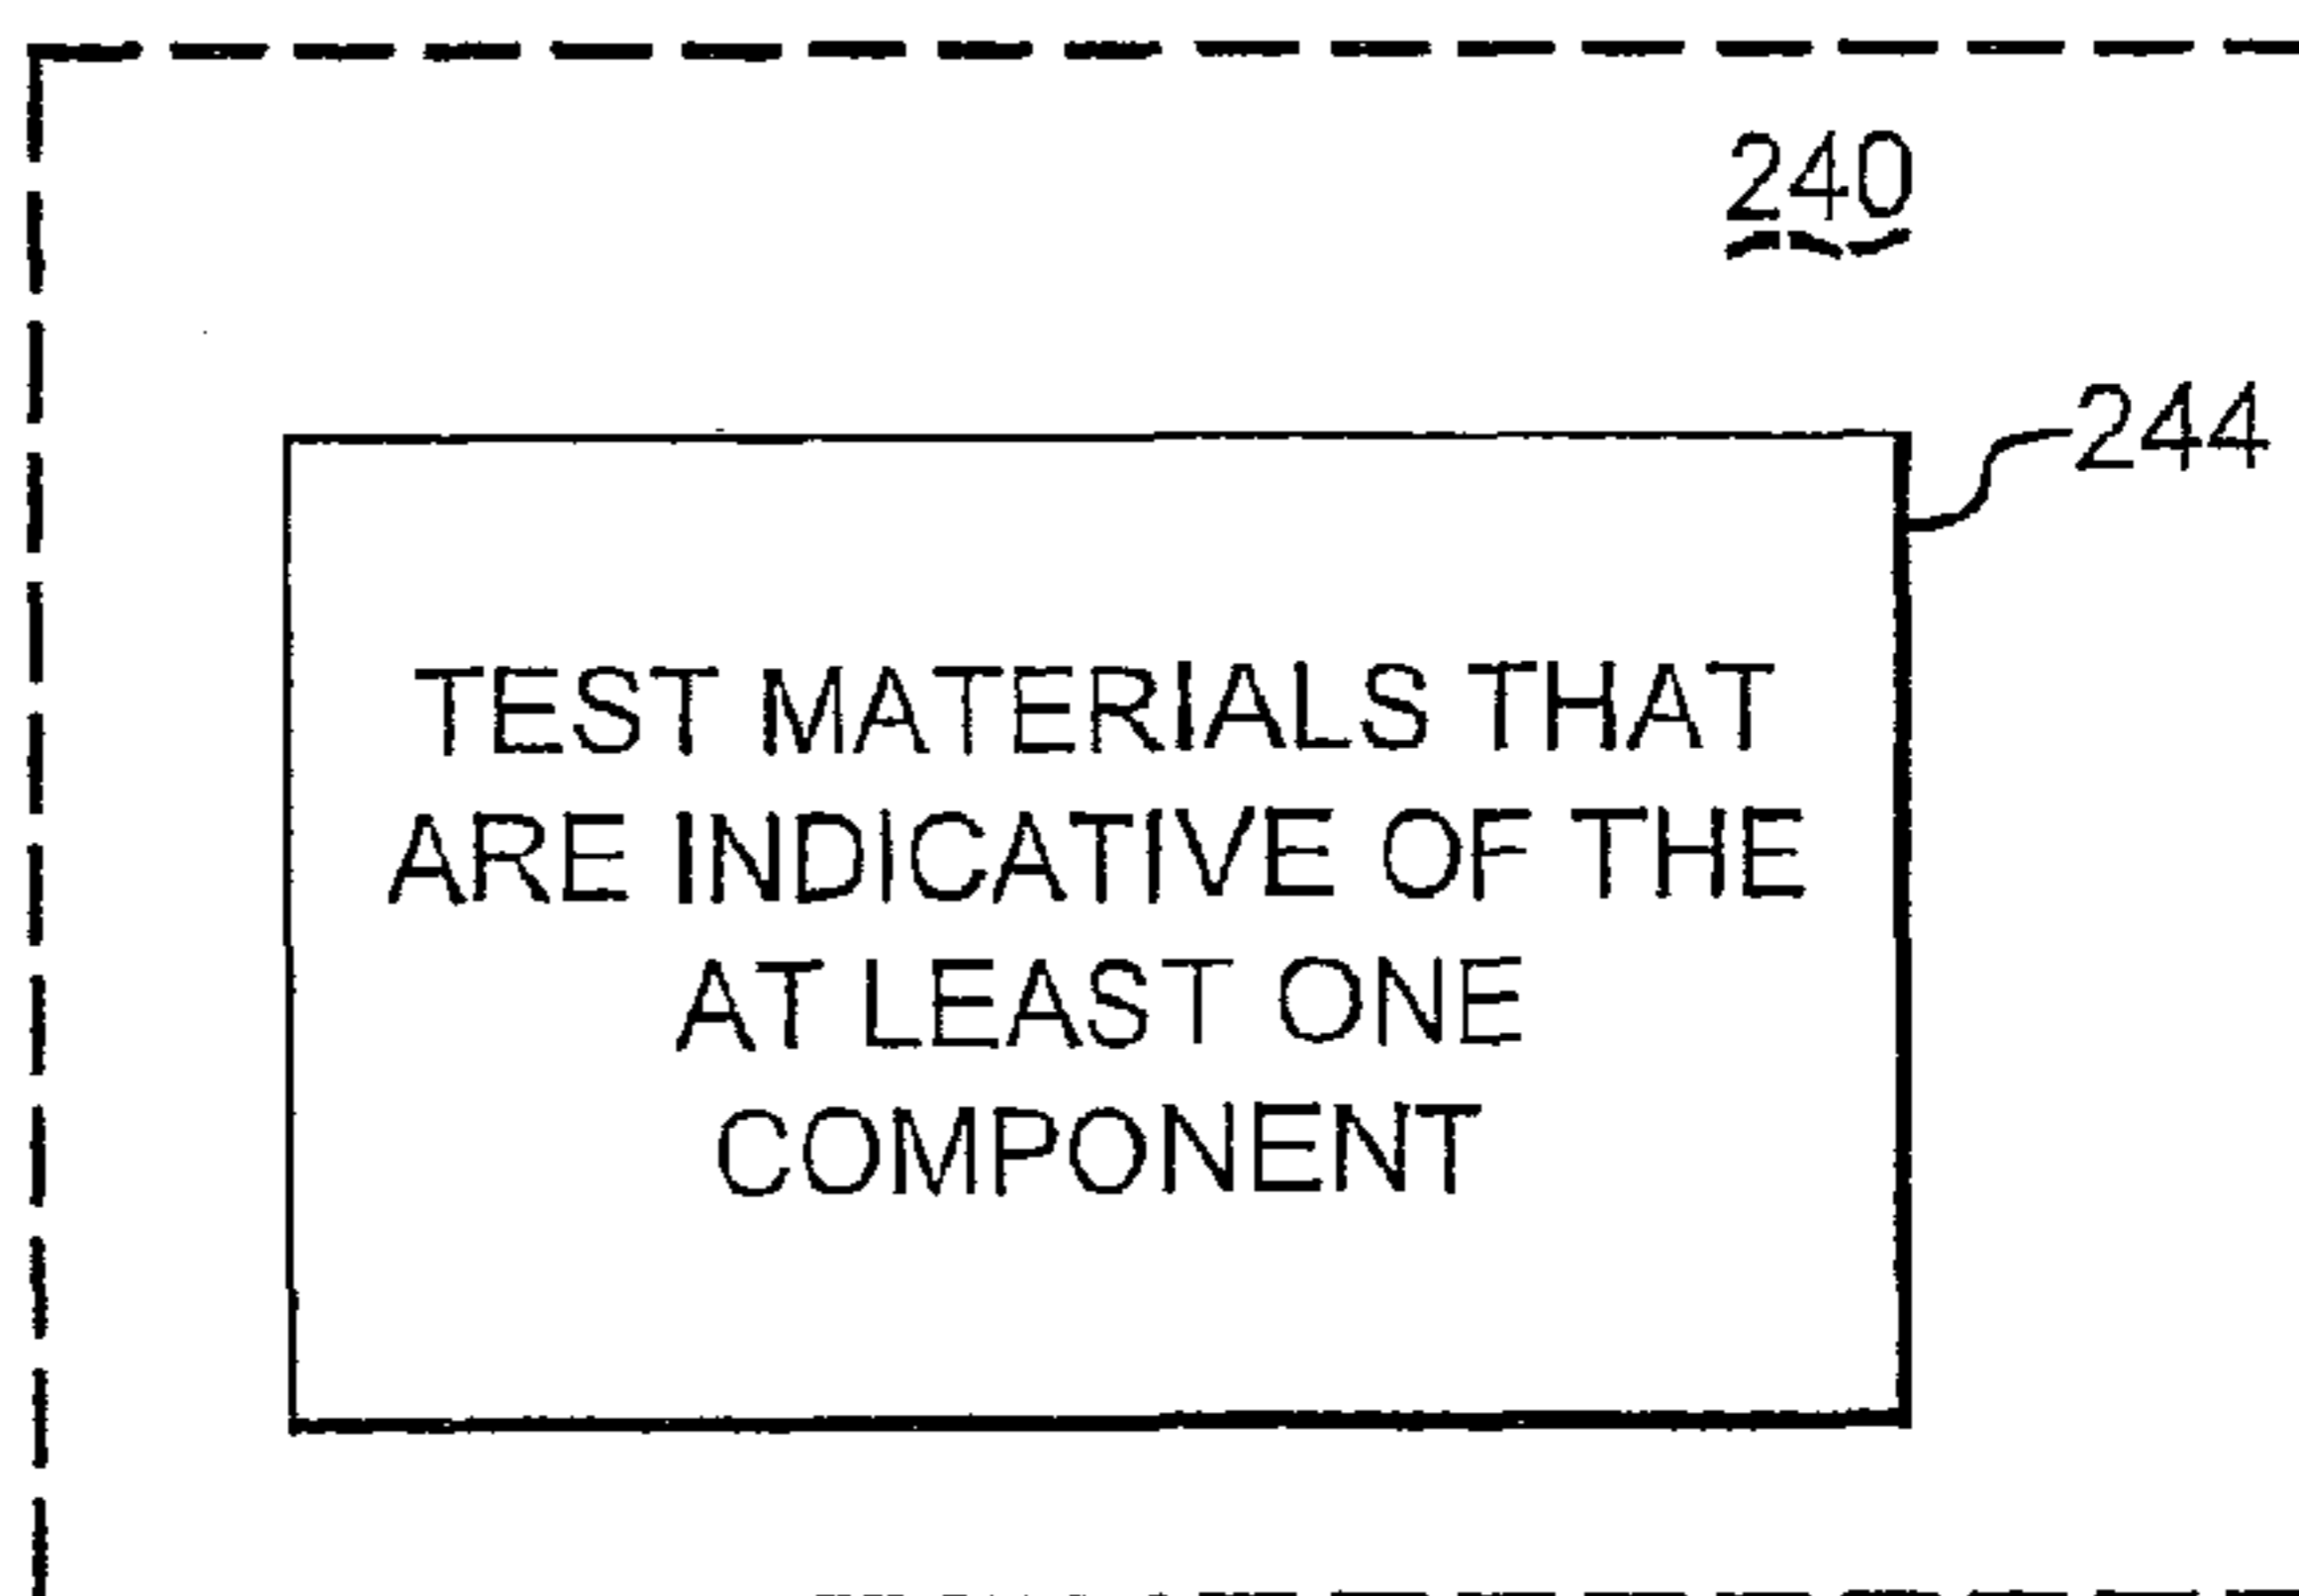 240
244
TEST MATERIALS THAT
ARE INDICATIVE OF THE
AT LEAST ONE
COMPONENT